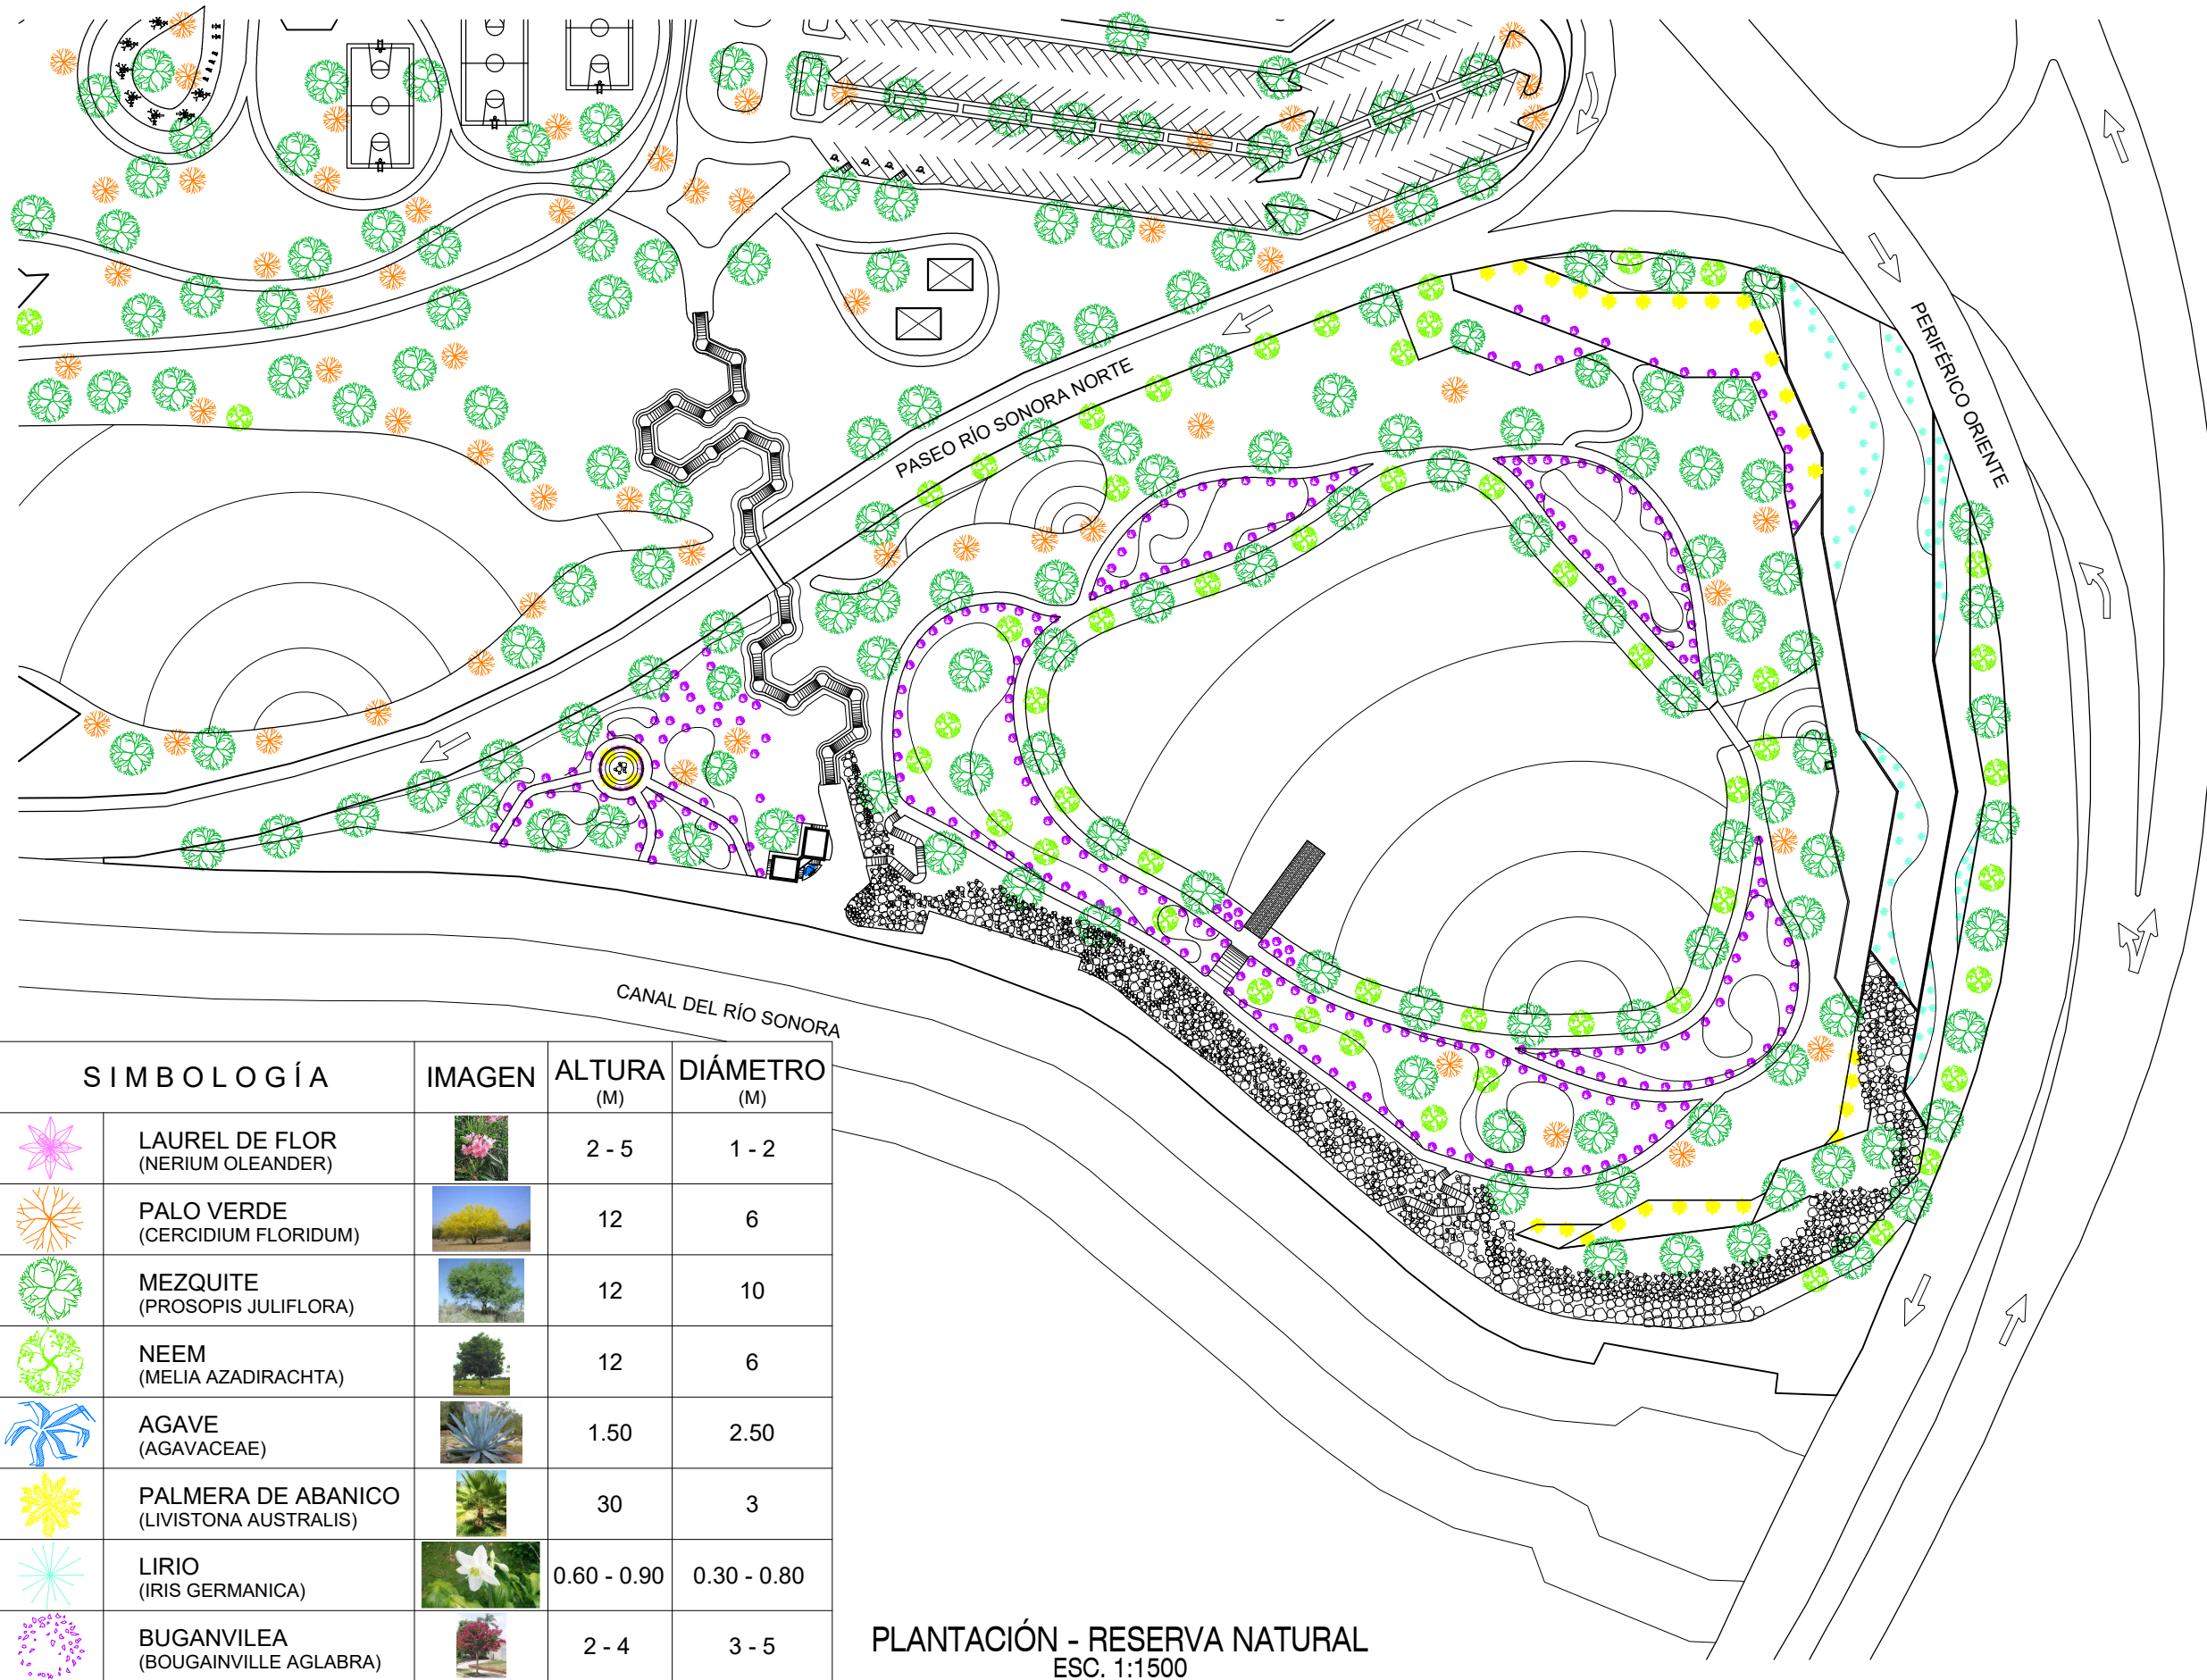 PASEO RÍO SONORA NORTE
PERIFÉRICO ORIENTE
CANAL DEL RÍO SONORA
SIMBOLOGÍA IMAGEN ALTURA DIÁMETRO
(M) (M)
LAUREL DE FLOR 2 - 5 1 - 2
(NERIUM OLEANDER)
PALO VERDE 12 6
(CERCIDIUM FLORIDUM)
MEZQUITE 12 10
(PROSOPIS JULIFLORA)
NEEM 12 6
(MELIA AZADIRACHTA)
AGAVE 1.50 2.50
(AGAVACEAE)
PALMERA DE ABANICO 30 3
(LIVISTONA AUSTRALIS)
LIRIO 0.60 - 0.90 0.30 - 0.80
(IRIS GERMANICA)
BUGANVILEA 2 - 4 3 - 5
(BOUGAINVILLE AGLABRA)
PLANTACIÓN - RESERVA NATURAL
ESC. 1:1500